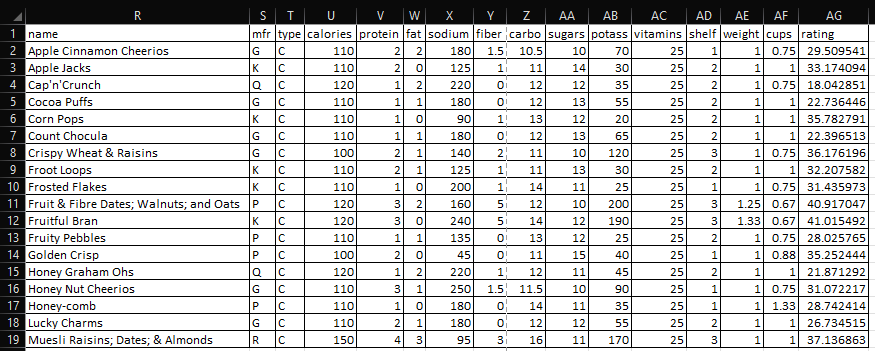 R S T U V W X Y Z AA AB AC AD AE AF AG
1 name mfr type calories protein fat sodium fiber carbo sugars potass vitamins shelf weight cups rating
2 Apple Cinnamon Cheerios G C 110 2 2 180 1.5 10.5 10 70 25 1 1 0.75 29.509541
3 Apple Jacks K C 110 2 0 125 1 11 14 30 25 2 1 1 33.174094
4 Cap'n'Crunch Q C 120 1 2 220 0 12 12 35 25 2 1 0.75 18.042851
5 Cocoa Puffs G C 110 1 1 180 0 12 13 55 25 2 1 1 22.736446
6 Corn Pops K C 110 1 0 90 1 13 12 20 25 2 1 1 35.782791
7 Count Chocula G C 110 1 1 180 0 12 13 65 25 2 1 1 22.396513
8 Crispy Wheat & Raisins G C 100 2 1 140 2 11 10 120 25 3 1 0.75 36.176196
9 Froot Loops K C 110 2 1 125 1 11 13 30 25 2 1 1 32.207582
10 Frosted Flakes K C 110 1 0 200 1 14 11 25 25 1 1 0.75 31.435973
11 Fruit & Fibre Dates; Walnuts; and Oats P C 120 3 2 160 5 12 10 200 25 3 1.25 0.67 40.917047
12 Fruitful Bran K C 120 3 0 240 5 14 12 190 25 3 1.33 0.67 41.015492
13 Fruity Pebbles P C 110 1 1 135 0 13 12 25 25 2 1 0.75 28.025765
14 Golden Crisp P C 100 2 0 45 0 11 15 40 25 1 1 0.88 35.252444
15 Honey Graham Ohs Q C 120 1 2 220 1 12 11 45 25 2 1 1 21.871292
16 Honey Nut Cheerios G C 110 3 1 250 1.5 11.5 10 90 25 1 1 0.75 31.072217
17 Honey-comb P C 110 1 0 180 0 14 11 35 25 1 1 1.33 28.742414
18 Lucky Charms G C 110 2 1 180 0 12 12 55 25 2 1 1 26.734515
19 Muesli Raisins; Dates; & Almonds R C 150 4 3 95 3 16 11 170 25 3 1 1 37.136863